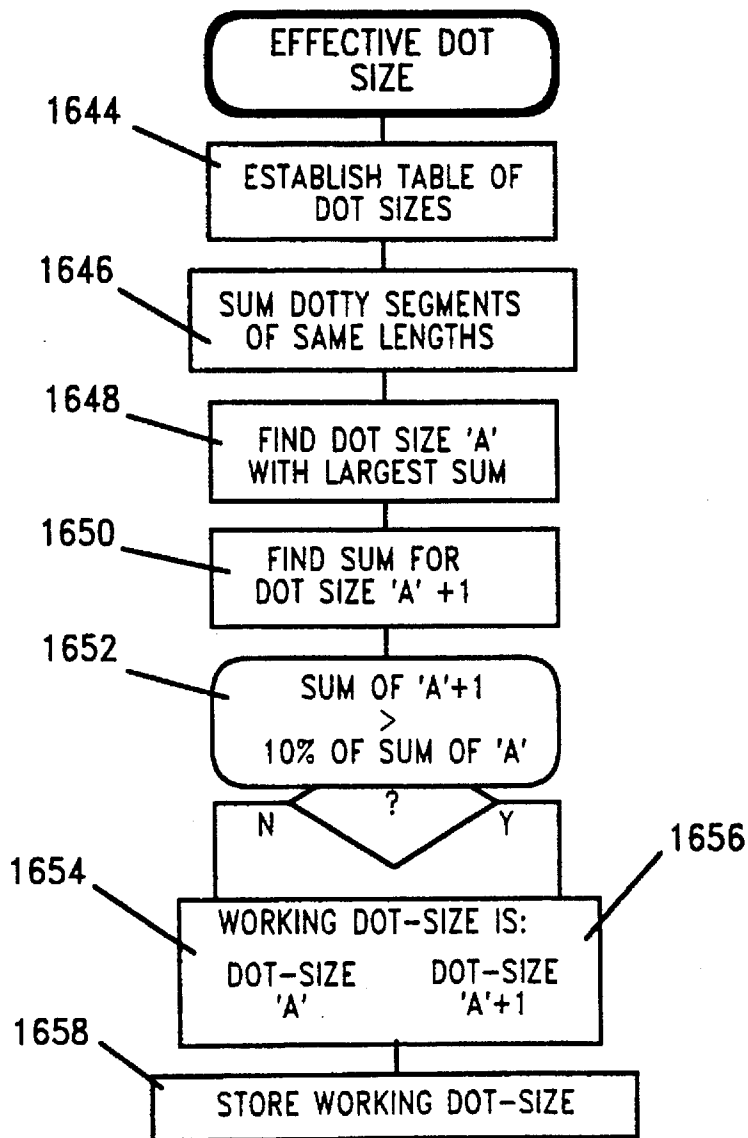 EFFECTIVE DOT
SIZE
1644
ESTABLISH TABLE OF
DOT SIZES
1646
SUM DOTTY SEGMENTS
OF SAME LENGTHS
1648
FIND DOT SIZE 'A'
WITH LARGEST SUM
1650
FIND SUM FOR
DOT SIZE 'A' +1
1652
SUM OF 'A'+1
>
10% OF SUM OF 'A'
?
N Y
1654 1656
WORKING DOT-SIZE IS:
DOT-SIZE DOT-SIZE
'A' 'A'+1
1658
STORE WORKING DOT-SIZE